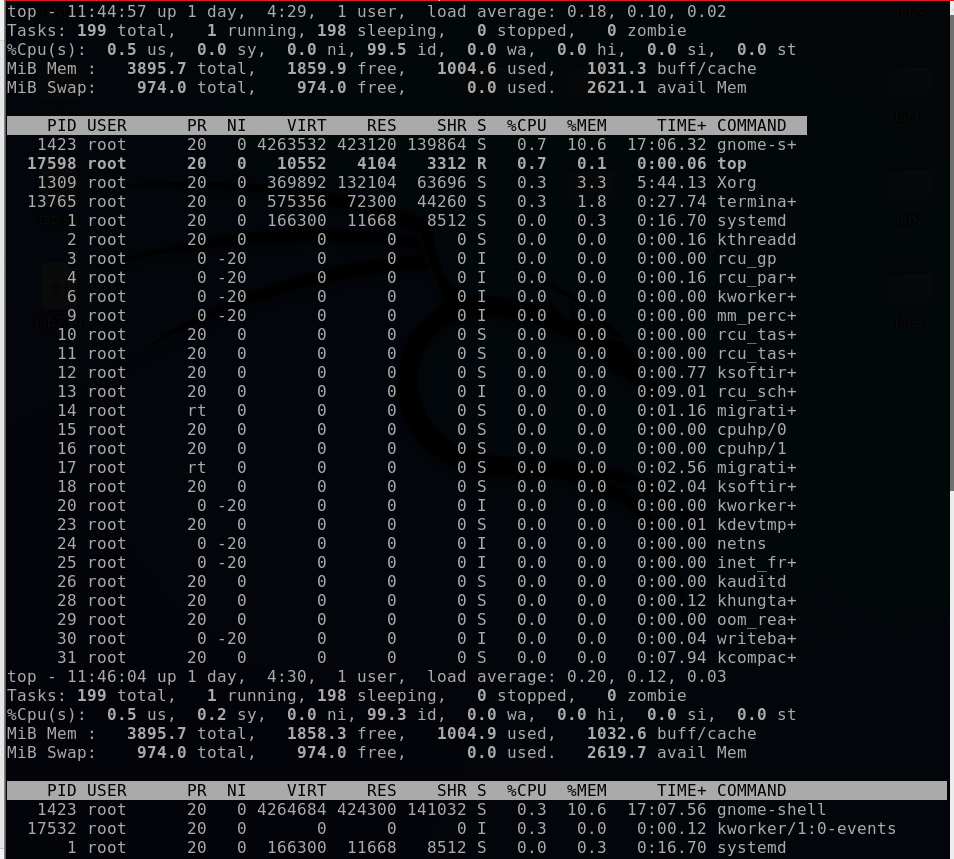 top - 11:44:57 up 1 day,  4:29,  1 user,  load average: 0.18, 0.10, 0.02
Tasks: 199 total,   1 running, 198 sleeping,   0 stopped,   0 zombie
%Cpu(s):  0.5 us,  0.0 sy,  0.0 ni, 99.5 id,  0.0 wa,  0.0 hi,  0.0 si,  0.0 st
MiB Mem :   3895.7 total,   1859.9 free,   1004.6 used,   1031.3 buff/cache
MiB Swap:    974.0 total,    974.0 free,      0.0 used.   2621.1 avail Mem
PID USER      PR  NI    VIRT    RES    SHR S  %CPU  %MEM     TIME+ COMMAND
1423 root      20   0 4263532 423120 139864 S   0.7  10.6  17:06.32 gnome-s+
17598 root      20   0   10552   4104   3312 R   0.7   0.1   0:00.06 top
1309 root      20   0  369892 132104  63696 S   0.3   3.3   5:44.13 Xorg
13765 root      20   0  575356  72300  44260 S   0.3   1.8   0:27.74 termina+
1 root      20   0  166300  11668   8512 S   0.0   0.3   0:16.70 systemd
2 root      20   0       0      0      0 S   0.0   0.0   0:00.16 kthreadd
3 root       0 -20       0      0      0 I   0.0   0.0   0:00.00 rcu_gp
4 root       0 -20       0      0      0 I   0.0   0.0   0:00.16 rcu_par+
6 root       0 -20       0      0      0 I   0.0   0.0   0:00.00 kworker+
9 root       0 -20       0      0      0 I   0.0   0.0   0:00.00 mm_perc+
10 root      20   0       0      0      0 S   0.0   0.0   0:00.00 rcu_tas+
11 root      20   0       0      0      0 S   0.0   0.0   0:00.00 rcu_tas+
12 root      20   0       0      0      0 S   0.0   0.0   0:00.77 ksoftir+
13 root      20   0       0      0      0 I   0.0   0.0   0:09.01 rcu_sch+
14 root      rt   0       0      0      0 S   0.0   0.0   0:01.16 migrati+
15 root      20   0       0      0      0 S   0.0   0.0   0:00.00 cpuhp/0
16 root      20   0       0      0      0 S   0.0   0.0   0:00.00 cpuhp/1
17 root      rt   0       0      0      0 S   0.0   0.0   0:02.56 migrati+
18 root      20   0       0      0      0 S   0.0   0.0   0:02.04 ksoftir+
20 root       0 -20       0      0      0 I   0.0   0.0   0:00.00 kworker+
23 root      20   0       0      0      0 S   0.0   0.0   0:00.01 kdevtmp+
24 root       0 -20       0      0      0 I   0.0   0.0   0:00.00 netns
25 root       0 -20       0      0      0 I   0.0   0.0   0:00.00 inet_fr+
26 root      20   0       0      0      0 S   0.0   0.0   0:00.00 kauditd
28 root      20   0       0      0      0 S   0.0   0.0   0:00.12 khungta+
29 root      20   0       0      0      0 S   0.0   0.0   0:00.00 oom_rea+
30 root       0 -20       0      0      0 I   0.0   0.0   0:00.04 writeba+
31 root      20   0       0      0      0 S   0.0   0.0   0:07.94 kcompac+
top - 11:46:04 up 1 day,  4:30,  1 user,  load average: 0.20, 0.12, 0.03
Tasks: 199 total,   1 running, 198 sleeping,   0 stopped,   0 zombie
%Cpu(s):  0.5 us,  0.2 sy,  0.0 ni, 99.3 id,  0.0 wa,  0.0 hi,  0.0 si,  0.0 st
MiB Mem :   3895.7 total,   1858.3 free,   1004.9 used,   1032.6 buff/cache
MiB Swap:    974.0 total,    974.0 free,      0.0 used.   2619.7 avail Mem
PID USER      PR  NI    VIRT    RES    SHR S  %CPU  %MEM     TIME+ COMMAND
1423 root      20   0 4264684 424300 141032 S   0.3  10.6  17:07.56 gnome-shell
17532 root      20   0       0      0      0 I   0.3   0.0   0:00.12 kworker/1:0-events
1 root      20   0  166300  11668   8512 S   0.0   0.3   0:16.70 systemd